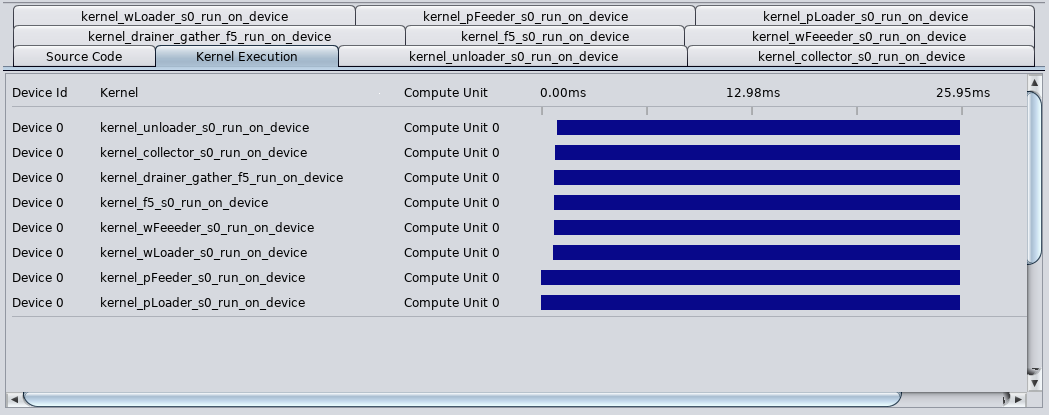 kernel_wLoader_s0_run_on_device kernel_pFeeder_s0_run_on_device kernel_pLoader_s0_run_on_device
kernel_drainer_gather_f5_run_on_device kernel_f5_s0_run_on_device kernel_wFeeeder_s0_run_on_device
Source Code Kernel Execution kernel_unloader_s0_run_on_device kernel_collector_s0_run_on_device
Device Id Kernel Compute Unit 0.00ms 12.98ms 25.95ms
Device 0 kernel_unloader_s0_run_on_device Compute Unit 0
Device 0 kernel_collector_s0_run_on_device Compute Unit 0
Device 0 kernel_drainer_gather_f5_run_on_device Compute Unit 0
Device 0 kernel_f5_s0_run_on_device Compute Unit 0
Device 0 kernel_wFeeeder_s0_run_on_device Compute Unit 0
Device 0 kernel_wLoader_s0_run_on_device Compute Unit 0
Device 0 kernel_pFeeder_s0_run_on_device Compute Unit 0
Device 0 kernel_pLoader_s0_run_on_device Compute Unit 0